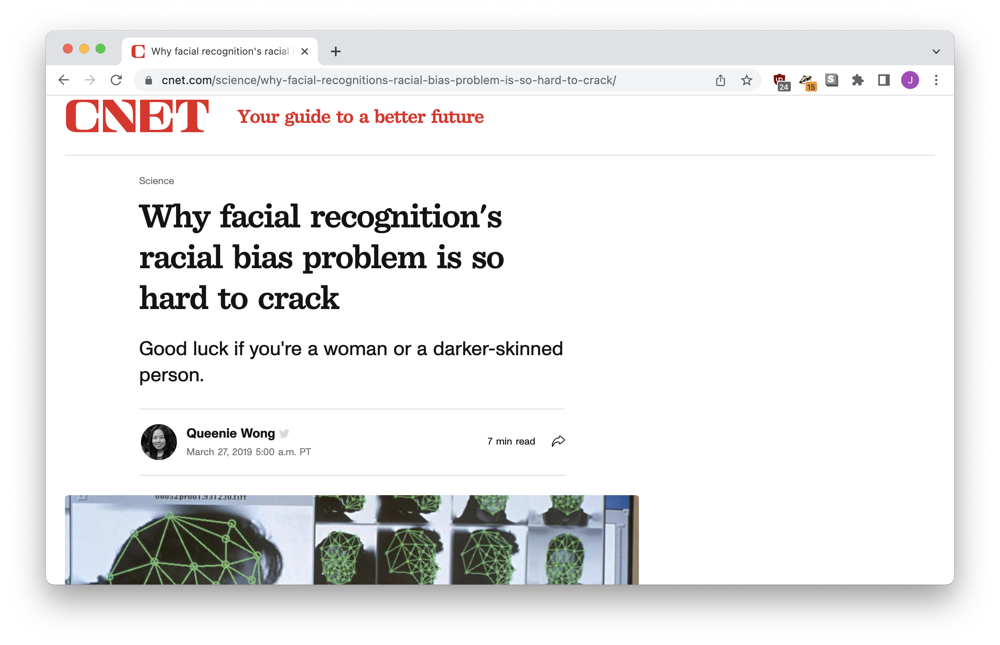 Why facial recognition's racial
cnet.com/science/why-facial-recognitions-racial-bias-problem-is-so-hard-to-crack/
24
15
S
J
CNET
Your guide to a better future
Science
Why facial recognition's
racial bias problem is so
hard to crack
Good luck if you're a woman or a darker-skinned
person.
Queenie Wong
March 27, 2019 5:00 a.m. PT
7 min read